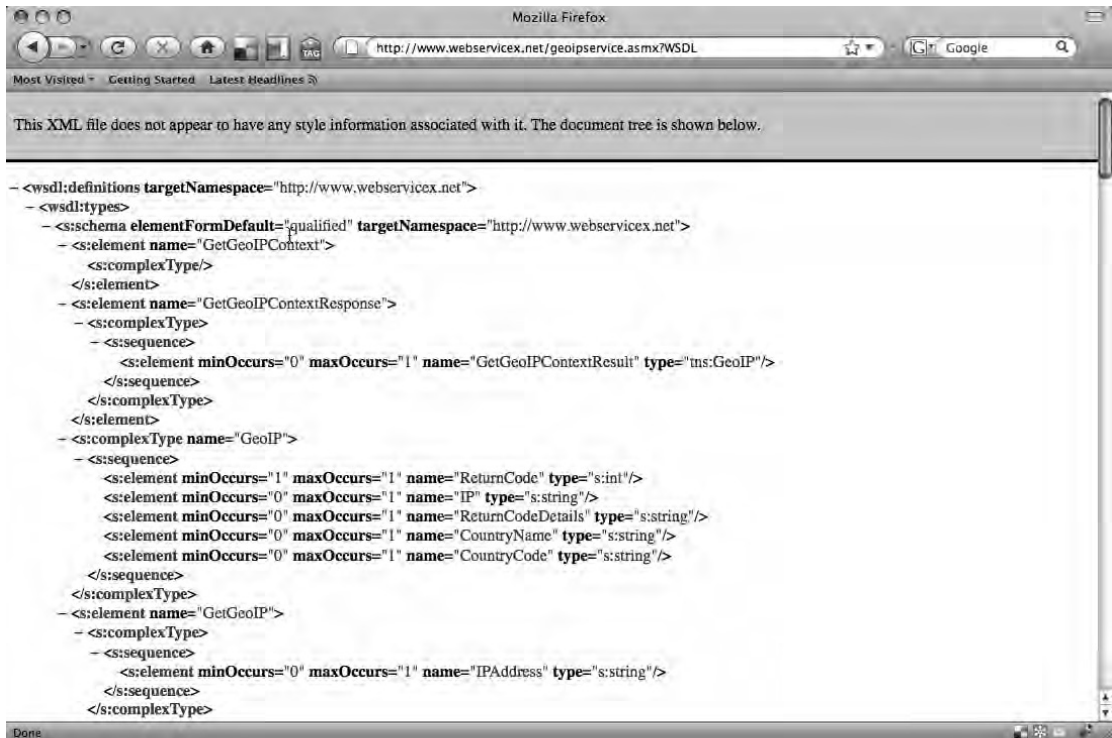 Mozilla Firefox
TAG
http://www.webservicex.net/geoipservice.asmx?WSDL
G Google
Most Visited Getting Started Latest Headlines
This XML file does not appear to have any style information associated with it. The document tree is shown below.
– <wsdl:definitions targetNamespace="http://www.webservicex.net">
– <wsdl:types>
– <s:schema elementFormDefault="qualified" targetNamespace="http://www.webservicex.net">
– <s:element name="GetGeoIPContext">
<s:complexType/>
</s:element>
– <s:element name="GetGeoIPContextResponse">
– <s:complexType>
– <s:sequence>
<s:element minOccurs="0" maxOccurs="1" name="GetGeoIPContextResult" type="tns:GeoIP"/>
</s:sequence>
</s:complexType>
</s:element>
– <s:complexType name="GeoIP">
– <s:sequence>
<s:element minOccurs="1" maxOccurs="1" name="ReturnCode" type="s:int"/>
<s:element minOccurs="0" maxOccurs="1" name="IP" type="s:string"/>
<s:element minOccurs="0" maxOccurs="1" name="ReturnCodeDetails" type="s:string"/>
<s:element minOccurs="0" maxOccurs="1" name="CountryName" type="s:string"/>
<s:element minOccurs="0" maxOccurs="1" name="CountryCode" type="s:string"/>
</s:sequence>
</s:complexType>
– <s:element name="GetGeoIP">
– <s:complexType>
– <s:sequence>
<s:element minOccurs="0" maxOccurs="1" name="IPAddress" type="s:string"/>
</s:sequence>
</s:complexType>
Done